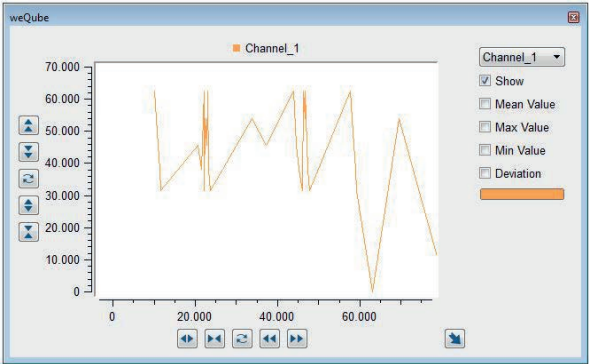 weQube
Channel_1
Channel_1
Show
Mean Value
Max Value
Min Value
Deviation
70.000
60.000
50.000
40.000
30.000
20.000
10.000
0
0 20.000 40.000 60.000